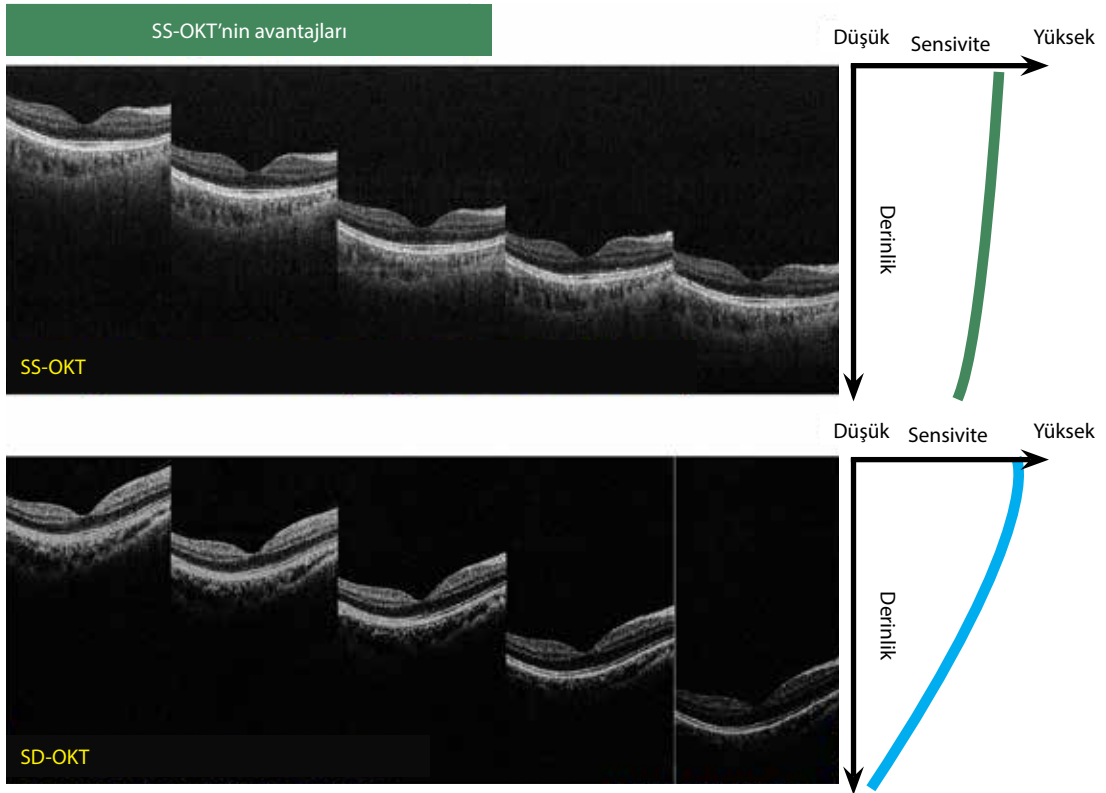 SS-OKT’nin avantajları
Düşük Sensivite Yüksek
Derinlik
SS-OKT
Düşük Sensivite Yüksek
Derinlik
SD-OKT